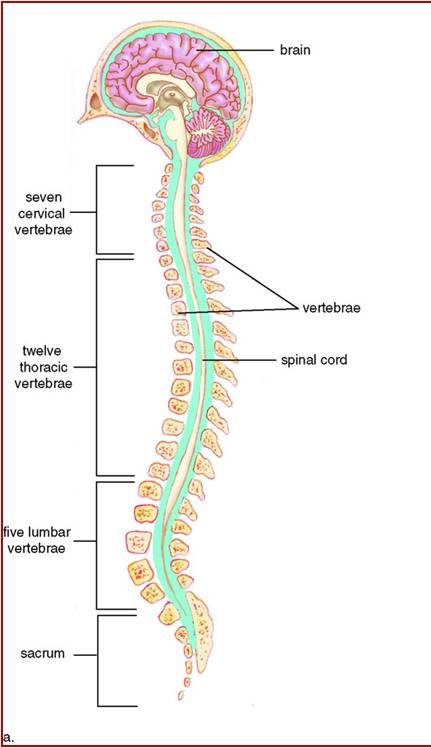 brain
seven
cervical
vertebrae
vertebrae
spinal cord
twelve
thoracic
vertebrae
five lumbar
vertebrae
sacrum
a.